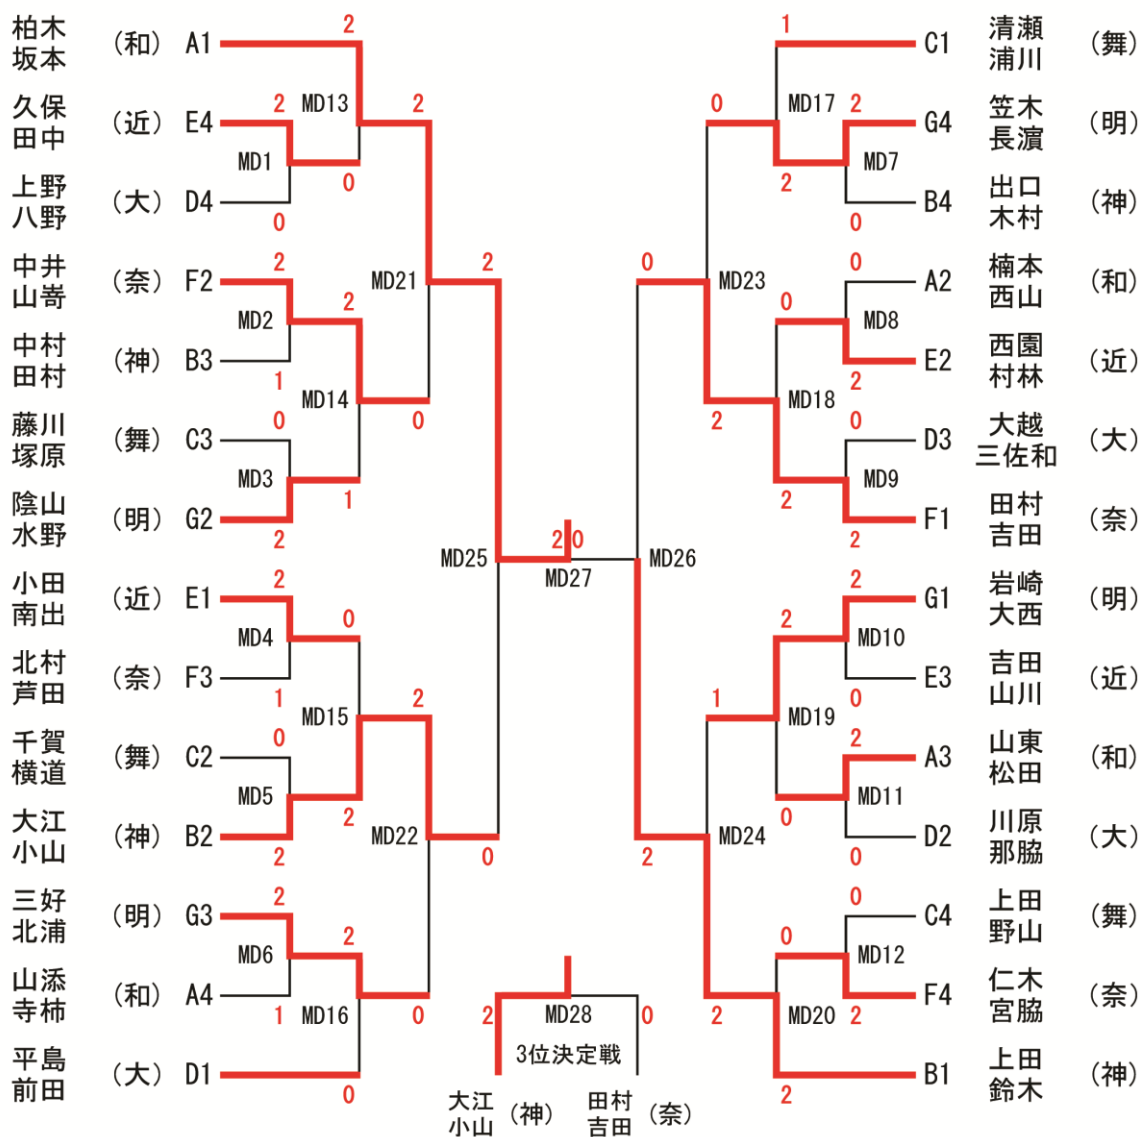 柏木
坂本
(和) A1
2
久保
田中
(近) E4
2
MD13
2
MD1
上野
八野
(大) D4
0
0
中井
山嵜
(奈) F2
2
MD21
2
MD2
2
中村
田村
(神) B3
1
MD14
藤川
塚原
(舞) C3
0
0
MD3
1
陰山
水野
(明) G2
2
MD25
小田
南出
(近) E1
2
0
MD4
北村
芦田
(奈) F3
1
MD15
2
千賀
横道
(舞) C2
0
MD5
2
MD22
大江
小山
(神) B2
2
0
三好
北浦
(明) G3
2
2
MD6
山添
寺柿
(和) A4
1
MD16
0
平島
前田
(大) D1
0
2 0
MD27
2
MD28
0
3位決定戦
大江
小山
(神)
田村
吉田
(奈)
1
C1
清瀬
浦川
(舞)
0
MD17
2
G4
笠木
長濵
(明)
2
MD7
0
B4
出口
木村
(神)
0
MD23
0
0
A2
楠本
西山
(和)
MD8
2
E2
西園
村林
(近)
2
MD18
0
D3
大越
三佐和
(大)
2
MD9
2
F1
田村
吉田
(奈)
MD26
2
2
G1
岩崎
大西
(明)
MD10
0
E3
吉田
山川
(近)
1
MD19
2
A3
山東
松田
(和)
0
MD11
0
D2
川原
那脇
(大)
2
MD24
0
0
C4
上田
野山
(舞)
MD12
2
F4
仁木
宮脇
(奈)
2
MD20
2
B1
上田
鈴木
(神)